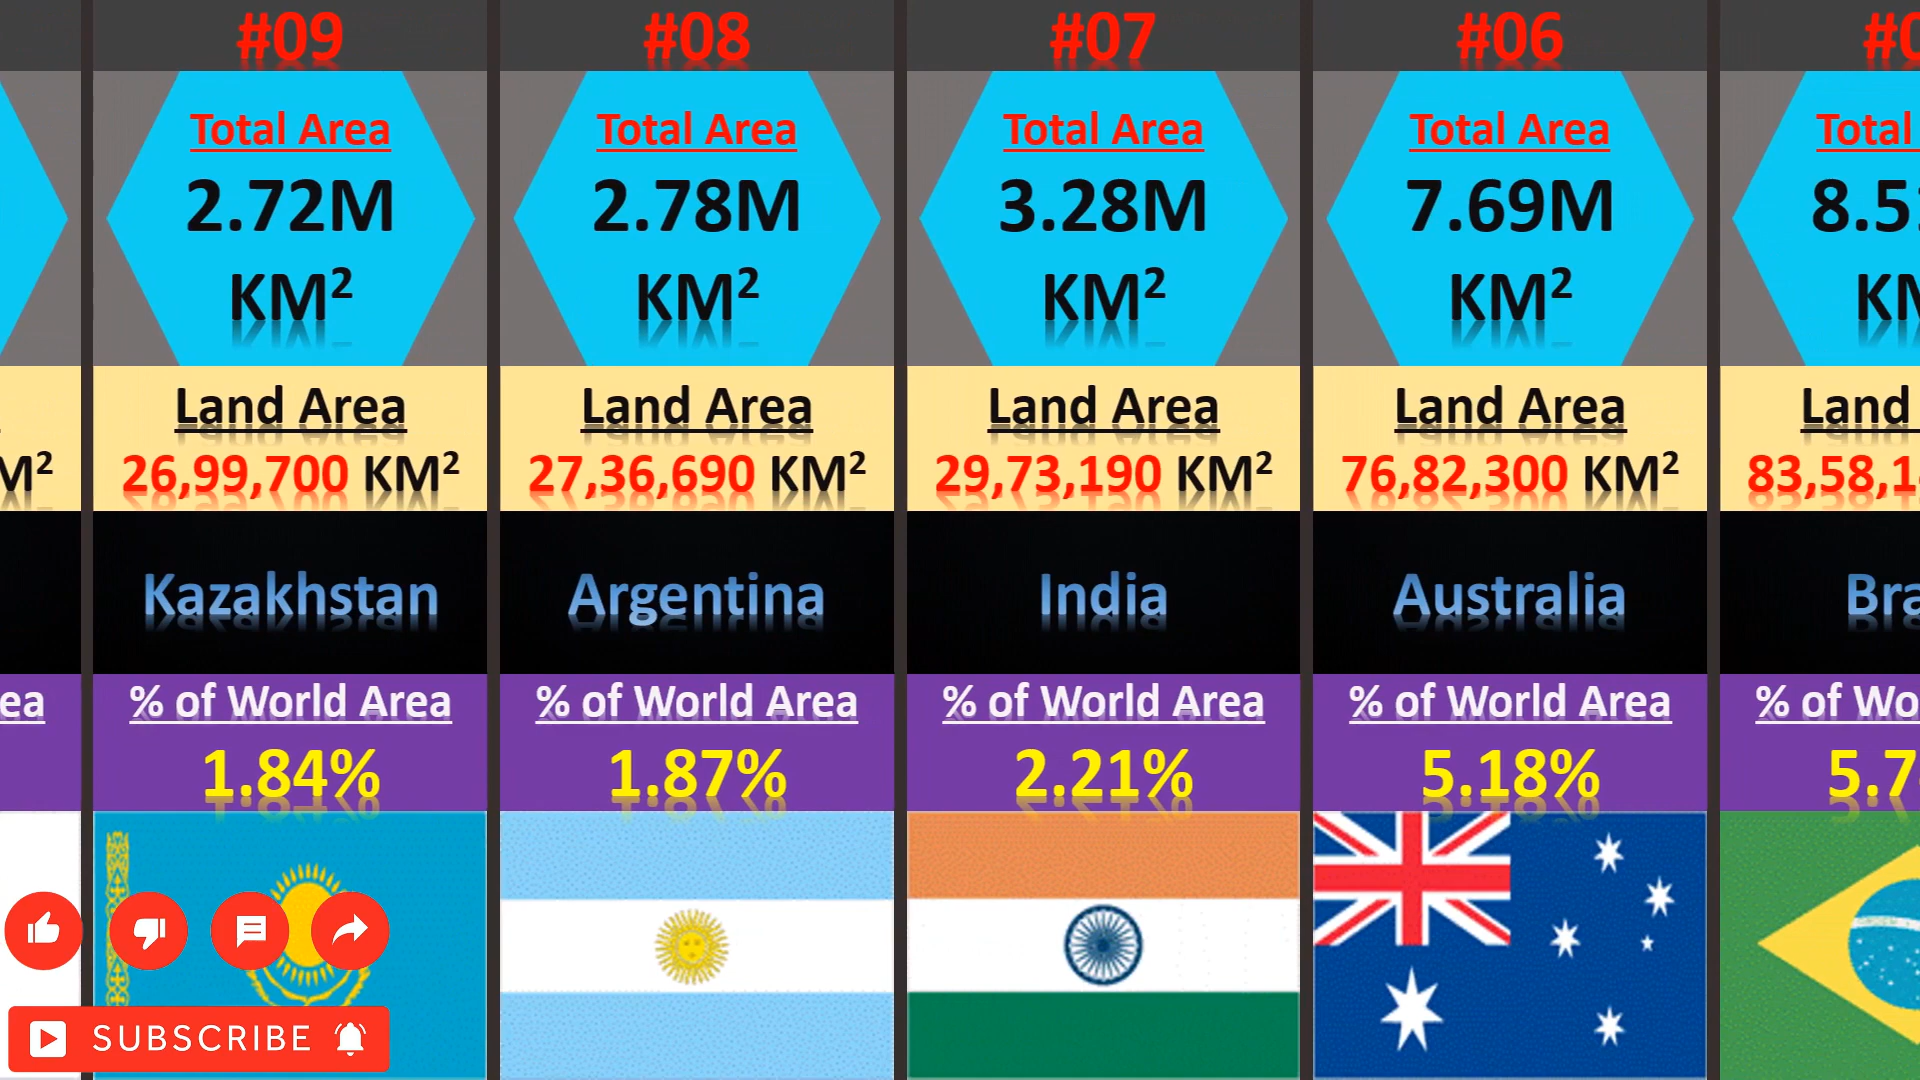 #09
Total Area
2.72M
KM²
Land Area
26,99,700 KM²
Kazakhstan
% of World Area
1.84%
#08
Total Area
2.78M
KM²
Land Area
27,36,690 KM²
Argentina
% of World Area
1.87%
#07
Total Area
3.28M
KM²
Land Area
29,73,190 KM²
India
% of World Area
2.21%
#06
Total Area
7.69M
KM²
Land Area
76,82,300 KM²
Australia
% of World Area
5.18%
Total
Land
% of
SUBSCRIBE